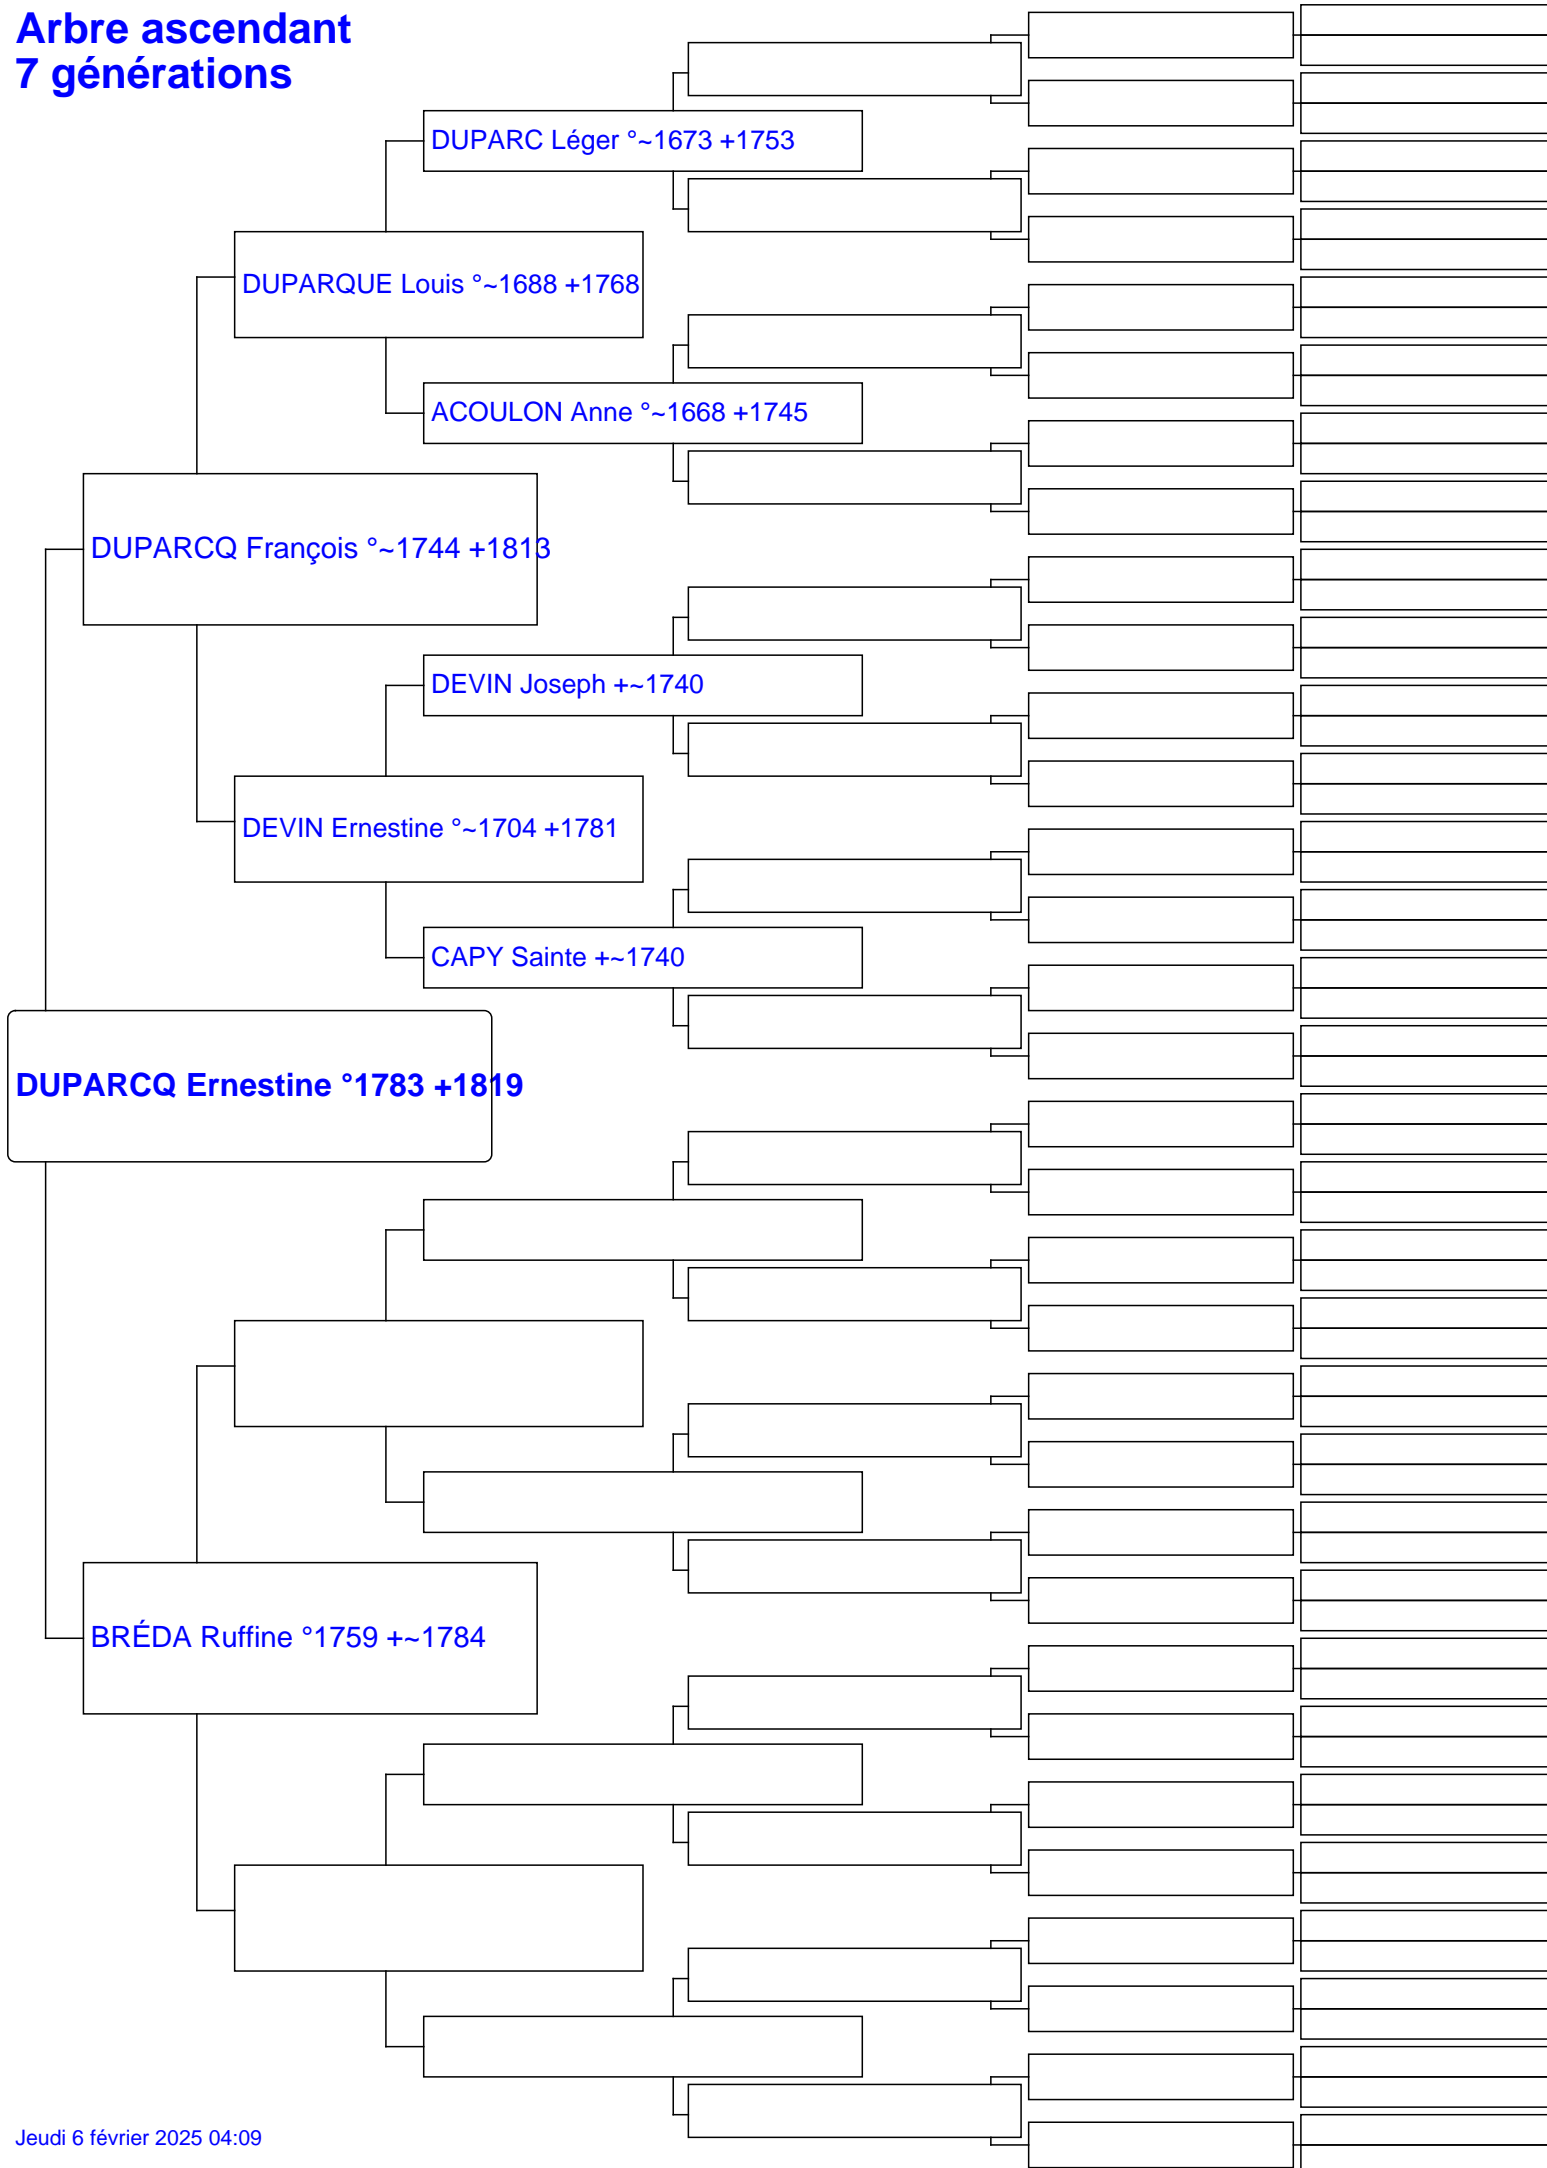 Arbre ascendant
7 générations
DUPARC Léger °~1673 +1753
DUPARQUE Louis °~1688 +1768
ACOULON Anne °~1668 +1745
DUPARCQ François °~1744 +1813
DEVIN Joseph +~1740
DEVIN Ernestine °~1704 +1781
CAPY Sainte +~1740
DUPARCQ Ernestine °1783 +1819
BRÉDA Ruffine °1759 +~1784
Jeudi 6 février 2025 04:09